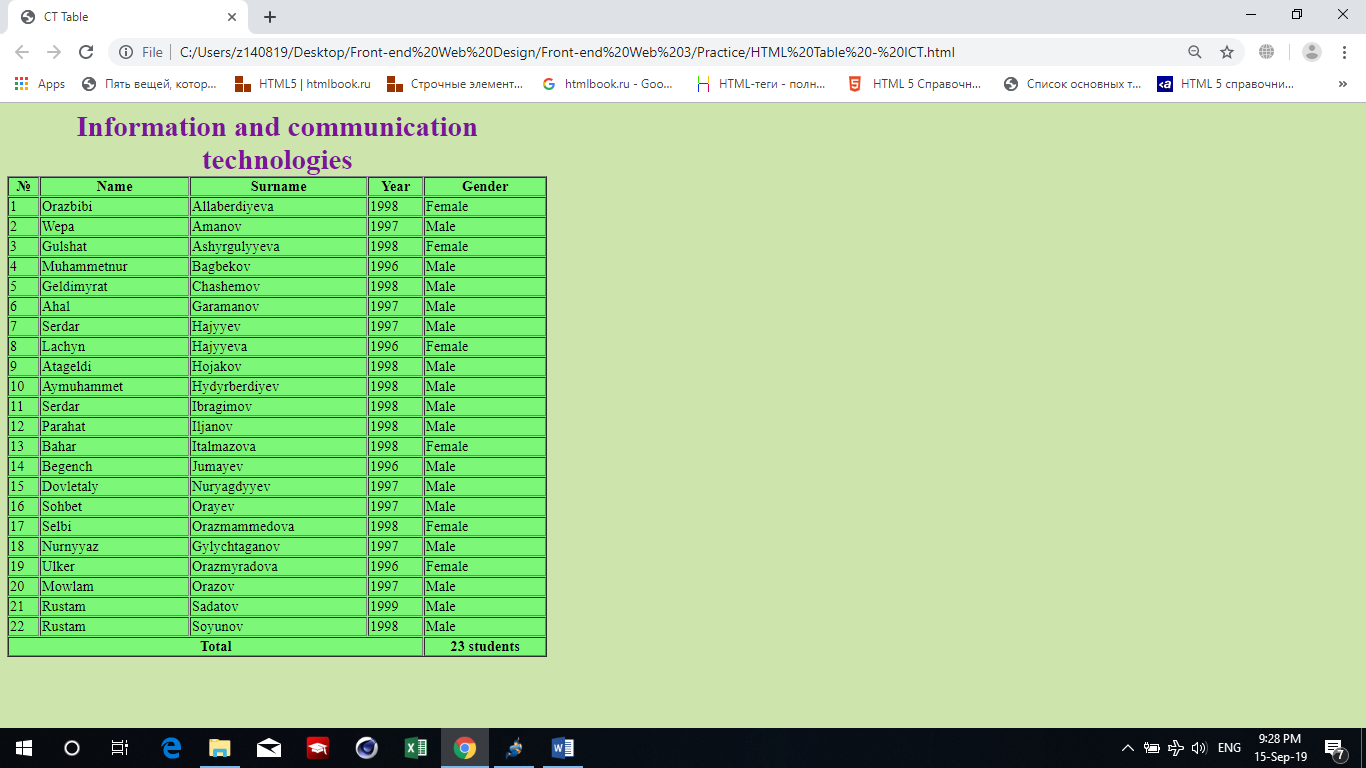 CT Table
File C:/Users/z140819/Desktop/Front-end%20Web%20Design/Front-end%20Web%203/Practice/HTML%20Table%20-%20ICT.html
Apps Пять вещей, котор... HTML5 | htmlbook.ru Строчные элемент... htmlbook.ru - Goo... HTML-теги - полн... HTML 5 Справочн... Список основных т... HTML 5 справочни... »
Information and communication
technologies
№ Name Surname Year Gender
1 Orazbibi Allaberdiyeva 1998 Female
2 Wepa Amanov 1997 Male
3 Gulshat Ashyrgulyyeva 1998 Female
4 Muhammetnur Bagbekov 1996 Male
5 Geldimyrat Chashemov 1998 Male
6 Ahal Garamanov 1997 Male
7 Serdar Hajyyev 1997 Male
8 Lachyn Hajyyeva 1996 Female
9 Atageldi Hojakov 1998 Male
10 Aymuhammet Hydyrberdiyev 1998 Male
11 Serdar Ibragimov 1998 Male
12 Parahat Iljanov 1998 Male
13 Bahar Italmazova 1998 Female
14 Begench Jumayev 1996 Male
15 Dovletaly Nuryagdyyev 1997 Male
16 Sohbet Orayev 1997 Male
17 Selbi Orazmammedova 1998 Female
18 Nurnyyaz Gylychtaganov 1997 Male
19 Ulker Orazmyradova 1996 Female
20 Mowlam Orazov 1997 Male
21 Rustam Sadatov 1999 Male
22 Rustam Soyunov 1998 Male
Total 23 students
ENG 9:28 PM
15-Sep-19 7